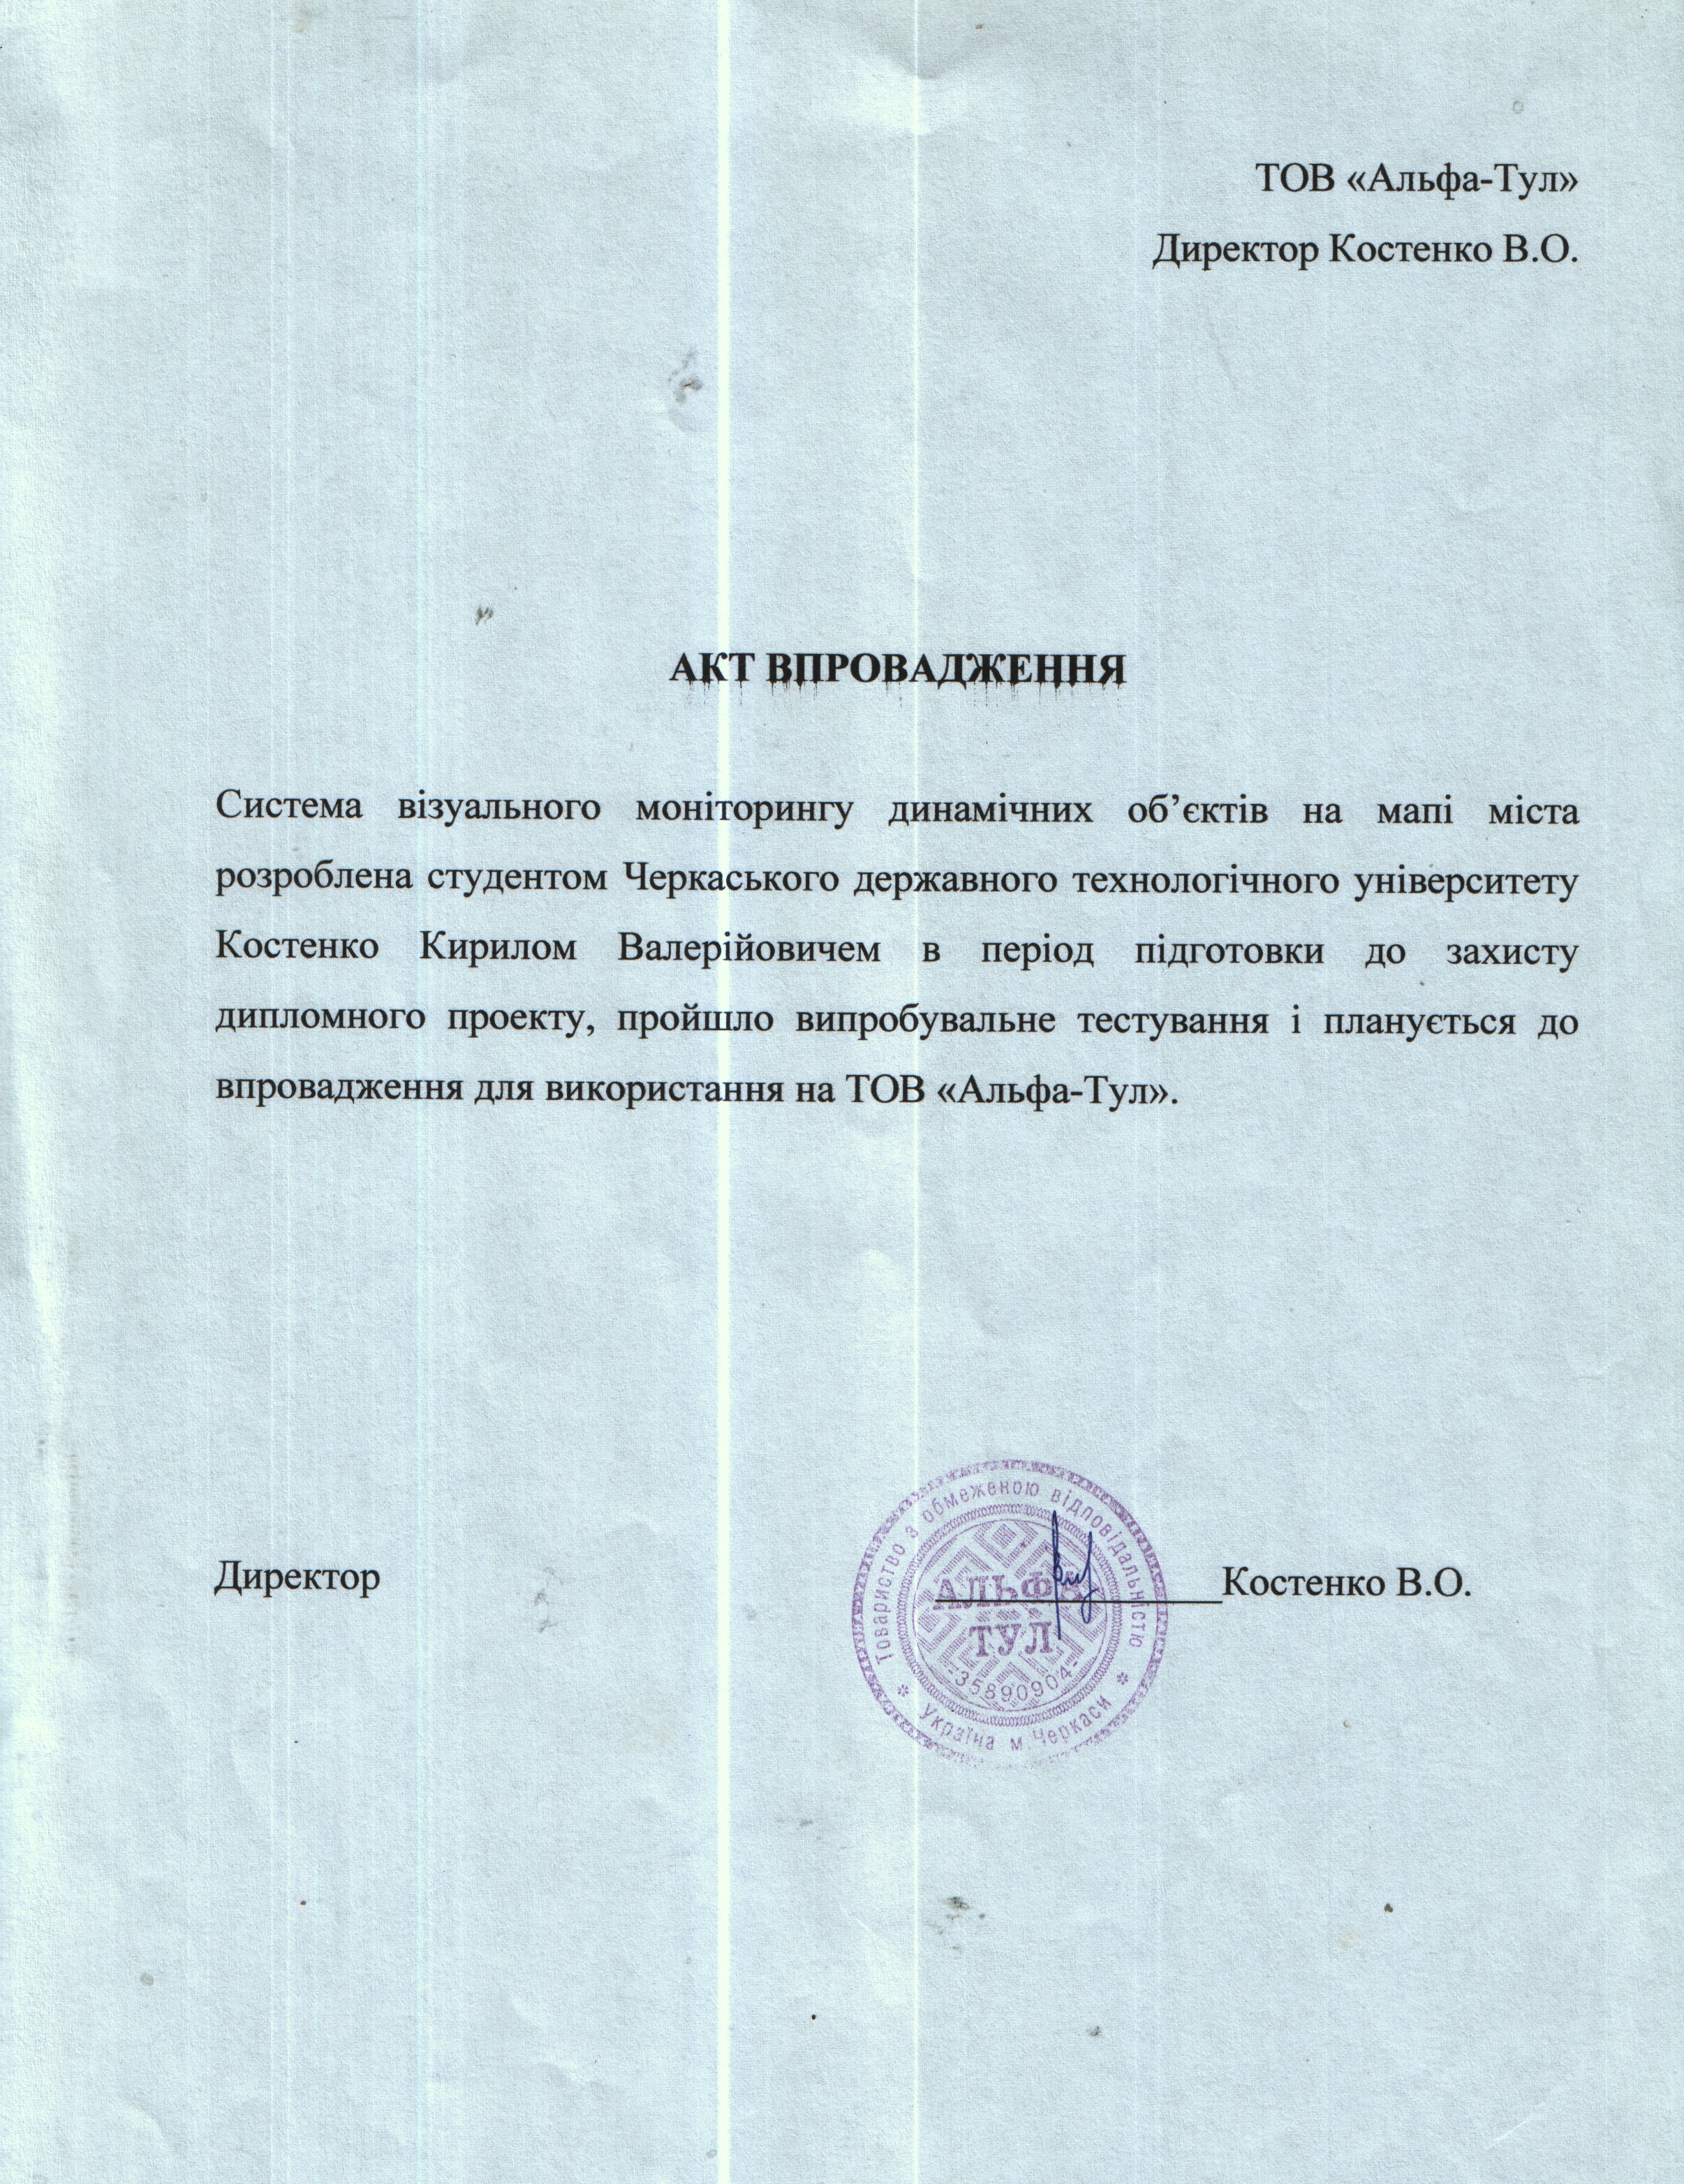 ТОВ «Альфа-Тул»
Директор Костенко В.О.
АКТ ВПРОВАДЖЕННЯ
Система візуального моніторингу динамічних об’єктів на мапі міста
розроблена студентом Черкаського державного технологічного університету
Костенко Кирилом Валерійовичем в період підготовки до захисту
дипломного проекту, пройшло випробувальне тестування і планується до
впровадження для використання на ТОВ «Альфа-Тул».
Директор
Костенко В.О.
Товариство з обмеженою відповідальністю
АЛЬФА
ТУЛ
-35890904-
* Україна м.Черкаси *